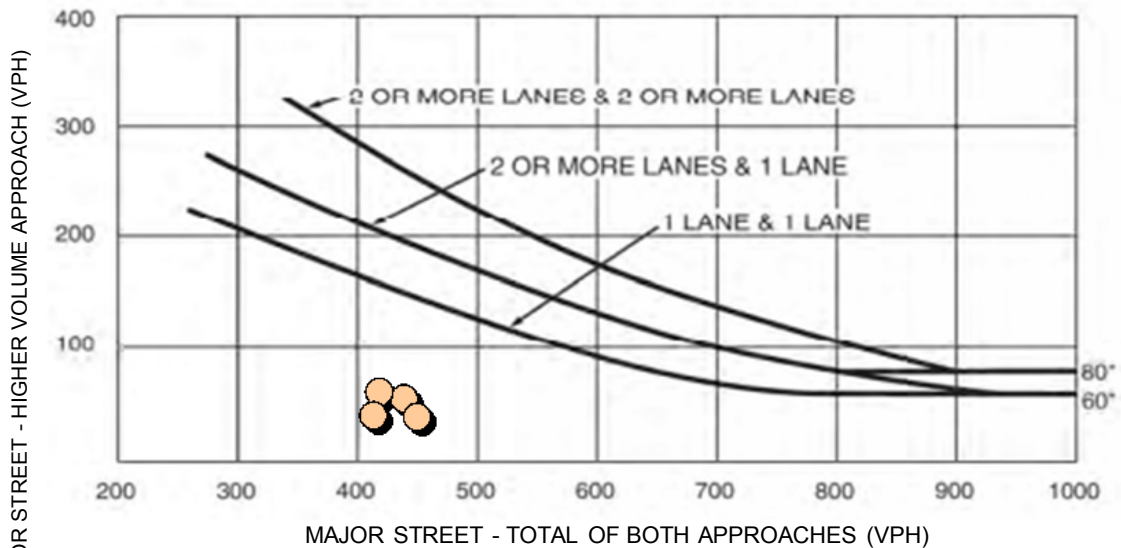 OR STREET - HIGHER VOLUME APPROACH (VPH)
400
300
200
100
2 OR MORE LANES & 2 OR MORE LANES
2 OR MORE LANES & 1 LANE
1 LANE & 1 LANE
80*
60*
200 300 400 500 600 700 800 900 1000
MAJOR STREET - TOTAL OF BOTH APPROACHES (VPH)